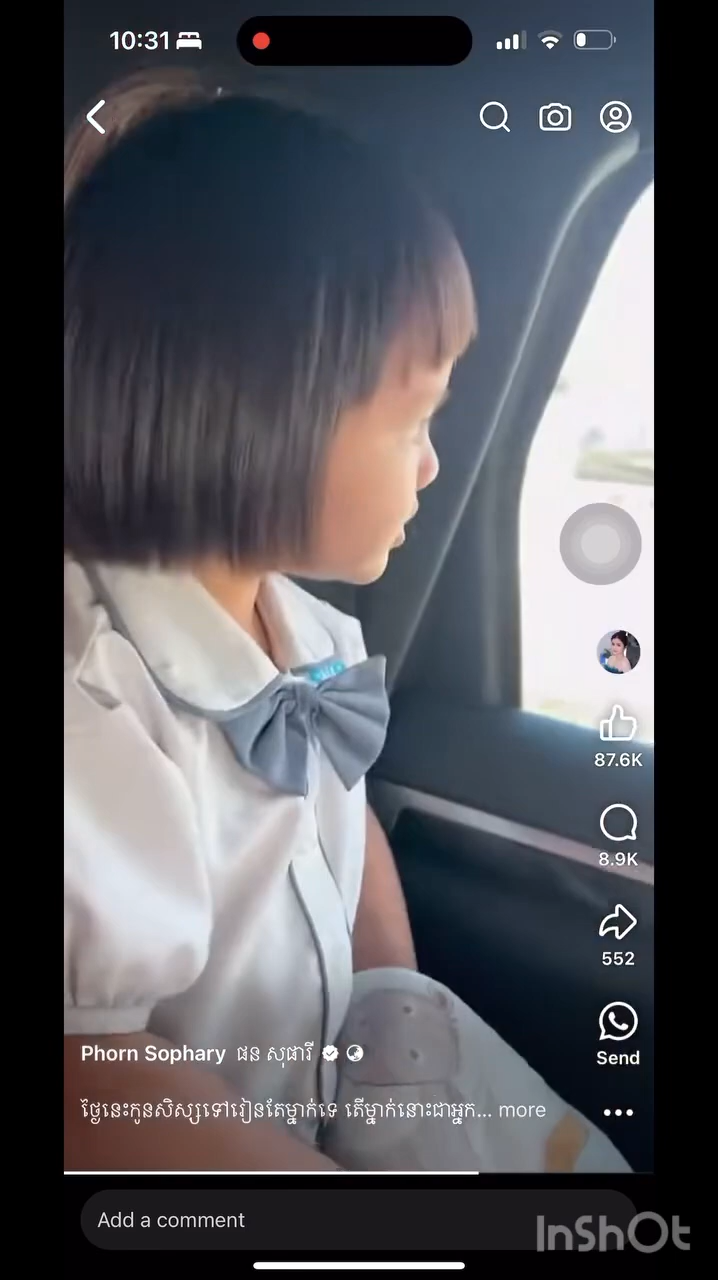 10:31
87.6K
8.9K
552
Send
Phorn Sophary ផន សុផារី
ថ្ងៃនេះកូនសិស្សទៅរៀនតែម្នាក់ទេ តើម្នាក់នោះជាអ្នក... more
Add a comment
InShOt